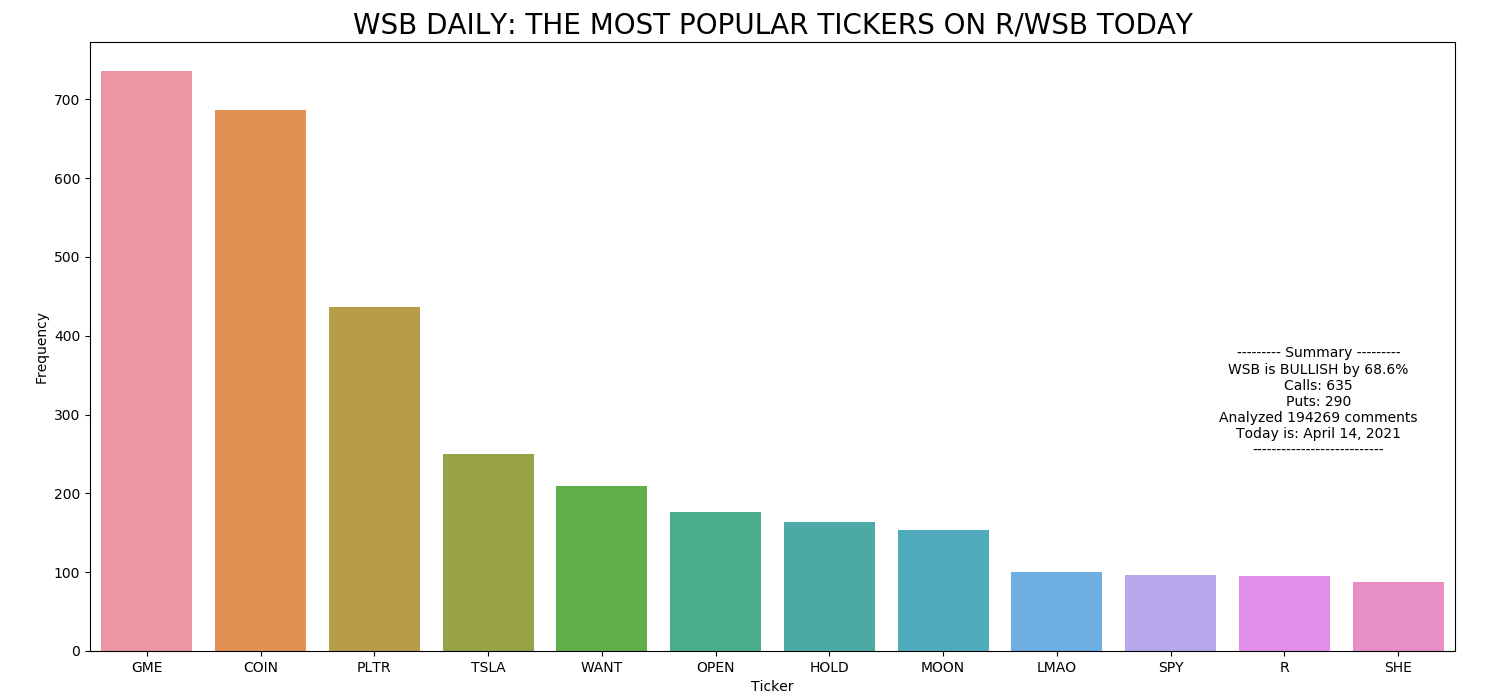 WSB DAILY: THE MOST POPULAR TICKERS ON R/WSB TODAY
700
600
500
400
300
200
100
0
Frequency
--------- Summary ---------
WSB is BULLISH by 68.6%
Calls: 635
Puts: 290
Analyzed 194269 comments
Today is: April 14, 2021
---------------------------
GME COIN PLTR TSLA WANT OPEN HOLD MOON LMAO SPY R SHE
Ticker